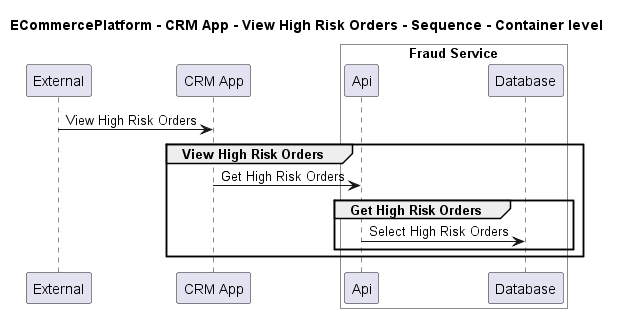 ECommercePlatform - CRM App - View High Risk Orders - Sequence - Container level
Fraud Service
External
CRM App
Api
Database
View High Risk Orders
View High Risk Orders
Get High Risk Orders
Get High Risk Orders
Select High Risk Orders
External
CRM App
Api
Database